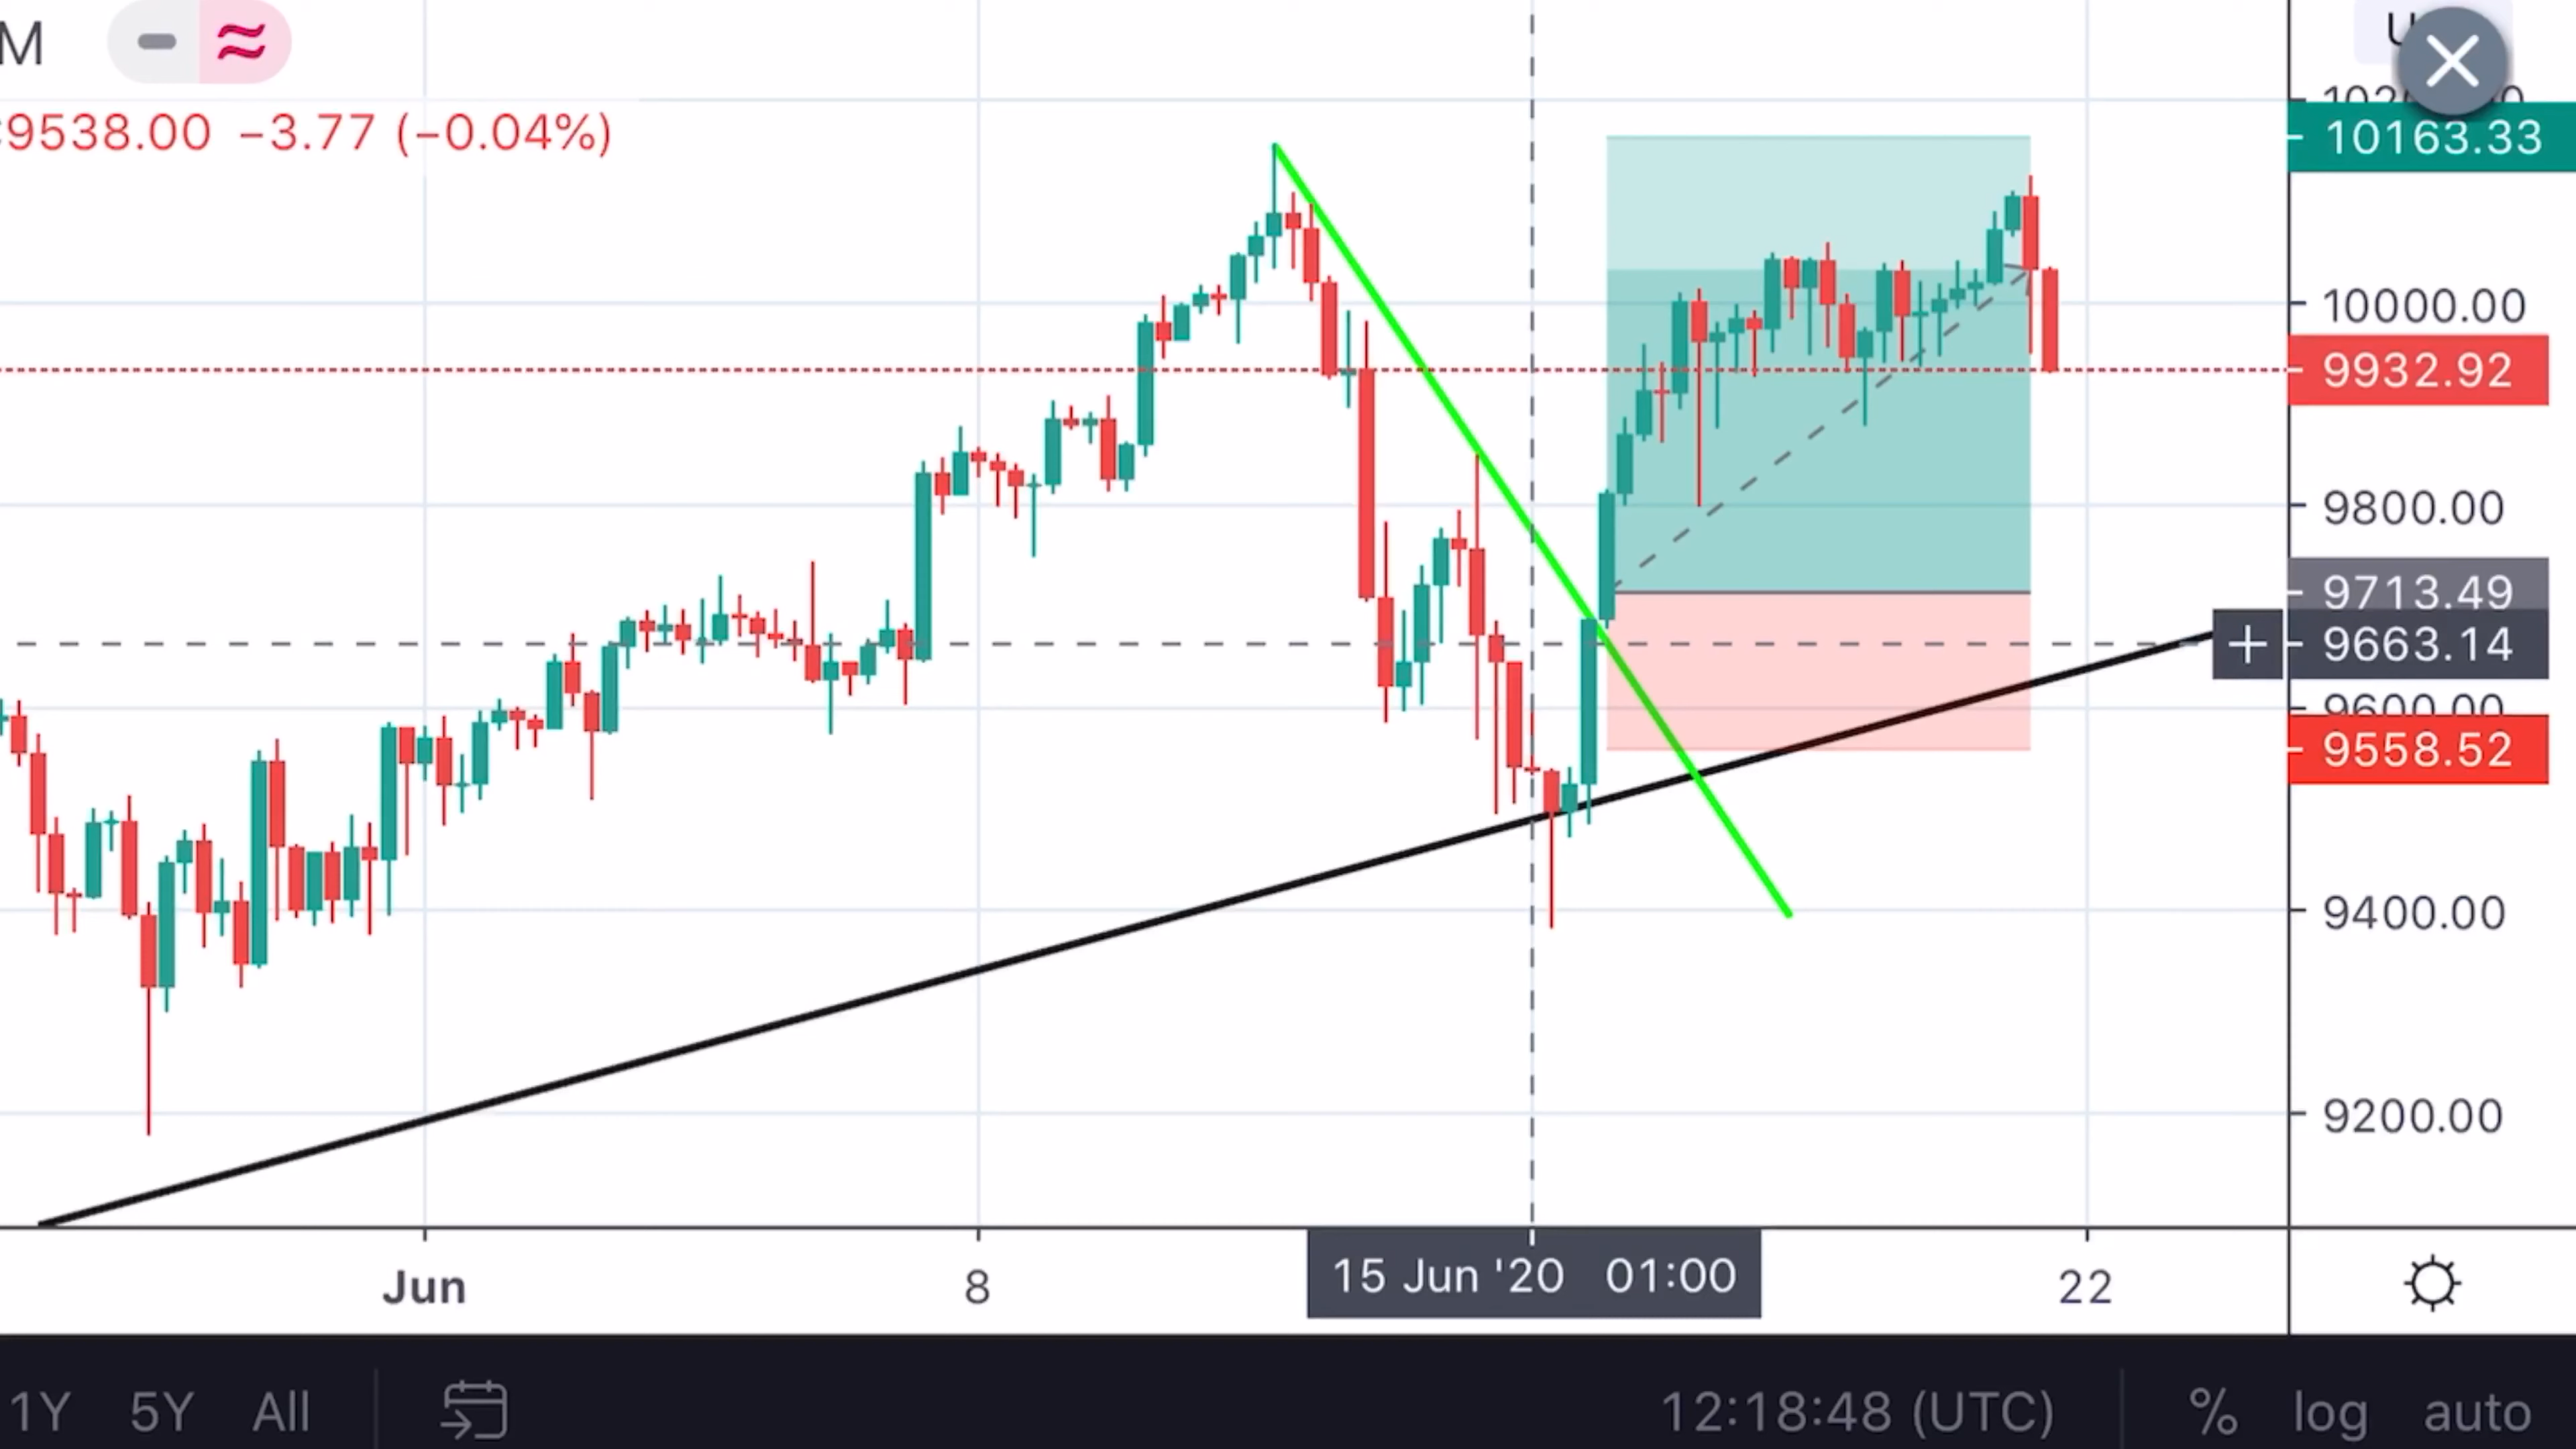 M
9538.00 −3.77 (−0.04%)
10163.33
10000.00
9932.92
9800.00
9713.49
9663.14
9600.00
9558.52
9400.00
9200.00
Jun 8 15 Jun '20 01:00 22
1Y 5Y All 12:18:48 (UTC) % log auto